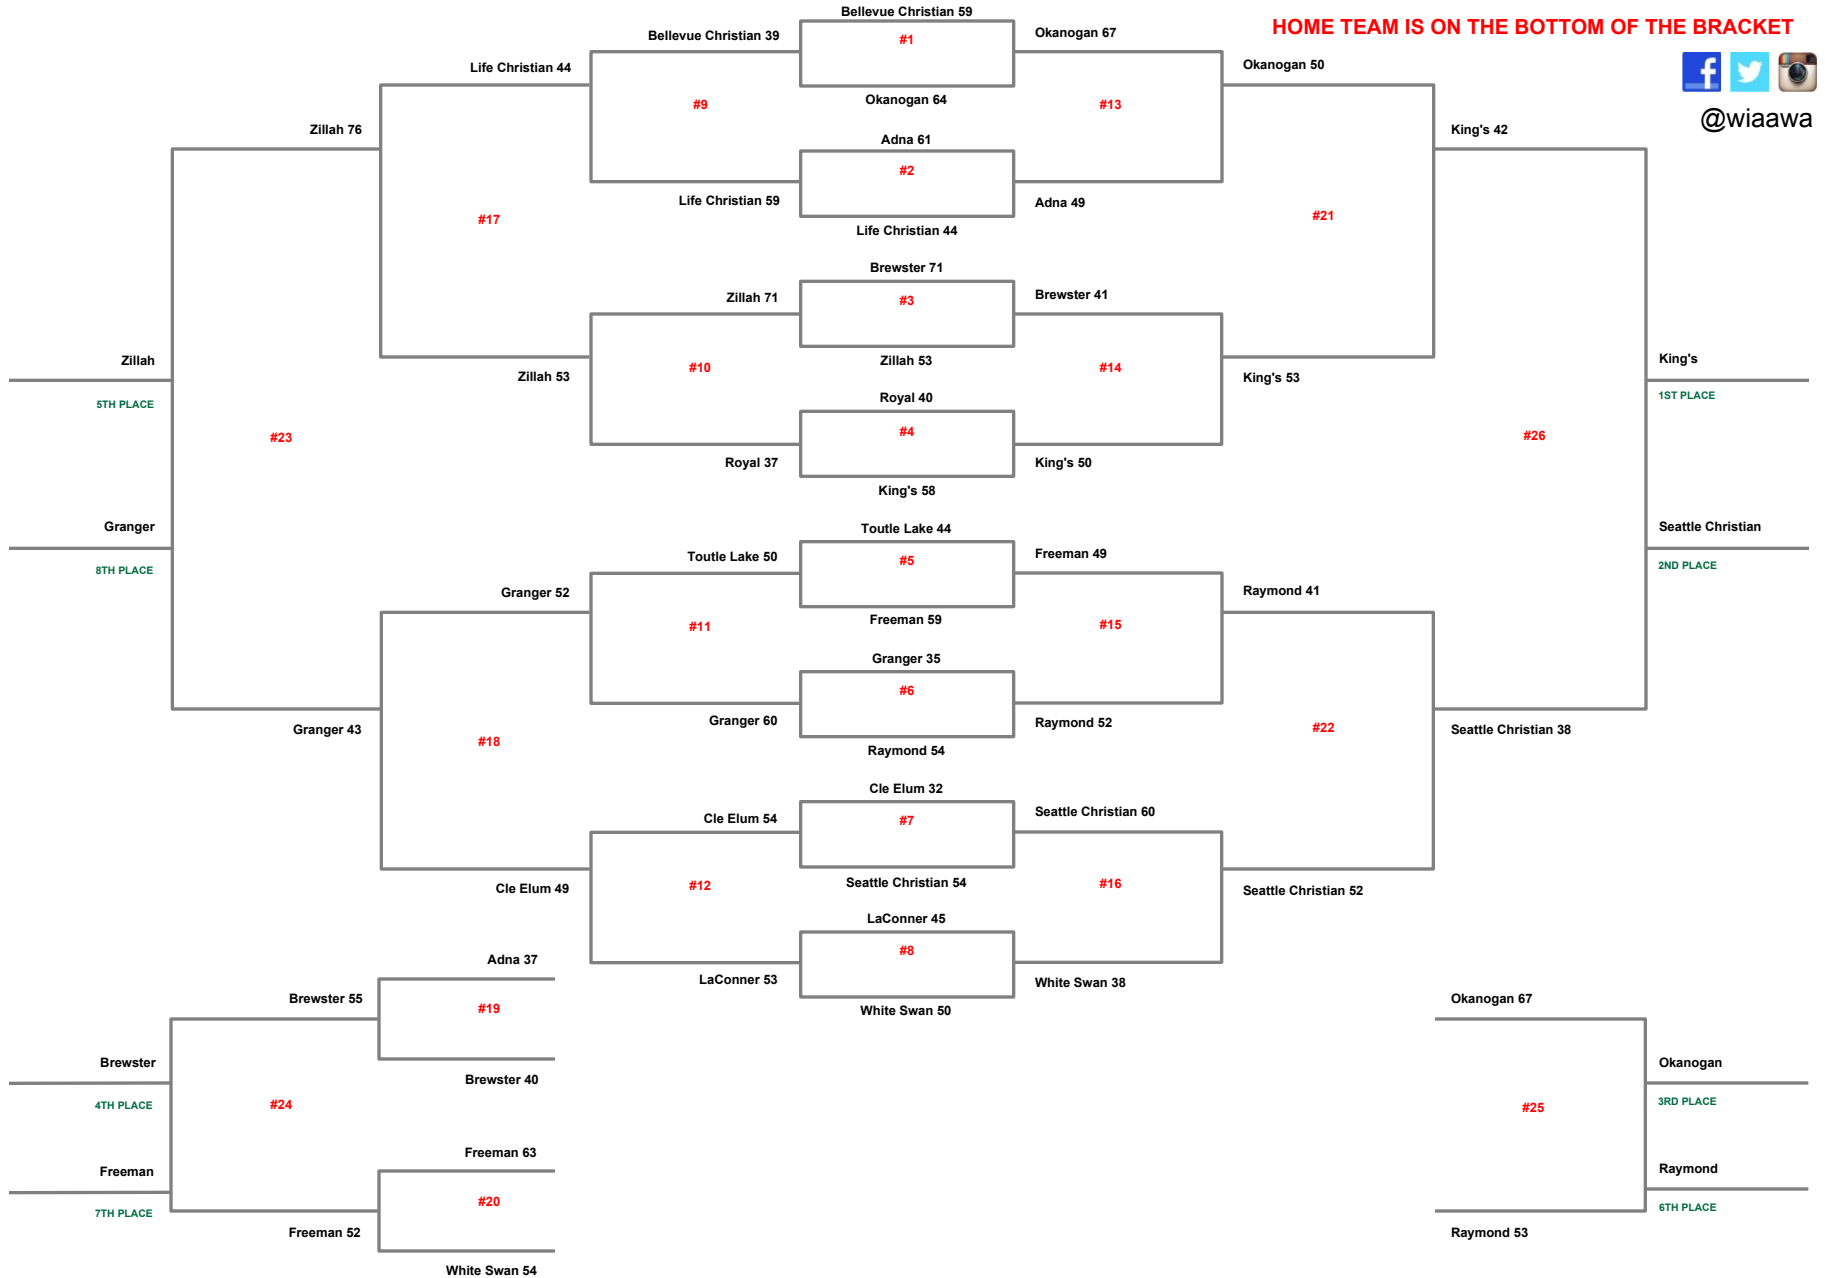 HOME TEAM IS ON THE BOTTOM OF THE BRACKET
@wiaawa
Bellevue Christian 59
#1
Okanogan 64
Adna 61
#2
Life Christian 44
Brewster 71
#3
Zillah 53
Royal 40
#4
King's 58
Toutle Lake 44
#5
Freeman 59
Granger 35
#6
Raymond 54
Cle Elum 32
#7
Seattle Christian 54
LaConner 45
#8
White Swan 50
Bellevue Christian 39
#9
Life Christian 59
Zillah 71
#10
Royal 37
Toutle Lake 50
#11
Granger 60
Cle Elum 54
#12
LaConner 53
Okanogan 67
#13
Adna 49
Brewster 41
#14
King's 50
Freeman 49
#15
Raymond 52
Seattle Christian 60
#16
White Swan 38
Life Christian 44
#17
Zillah 53
Granger 52
#18
Cle Elum 49
Adna 37
#19
Brewster 40
Freeman 63
#20
White Swan 54
Okanogan 50
#21
King's 53
Raymond 41
#22
Seattle Christian 52
Zillah 76
#23
Granger 43
Zillah
5TH PLACE
Granger
8TH PLACE
Brewster 55
#24
Freeman 52
Brewster
4TH PLACE
Freeman
7TH PLACE
Okanogan 67
#25
Raymond 53
Okanogan
3RD PLACE
Raymond
6TH PLACE
King's 42
#26
Seattle Christian 38
King's
1ST PLACE
Seattle Christian
2ND PLACE